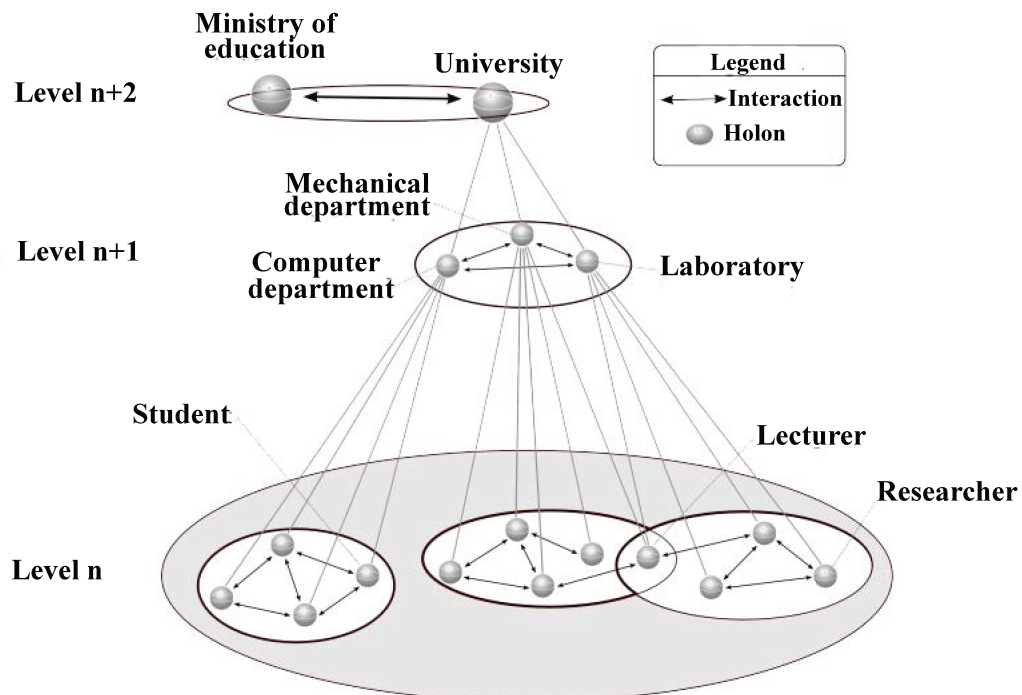 Ministry of
education
University
Level n+2
Legend
Interaction
Holon
Mechanical
department
Level n+1
Computer
department
Laboratory
Student
Lecturer
Researcher
Level n